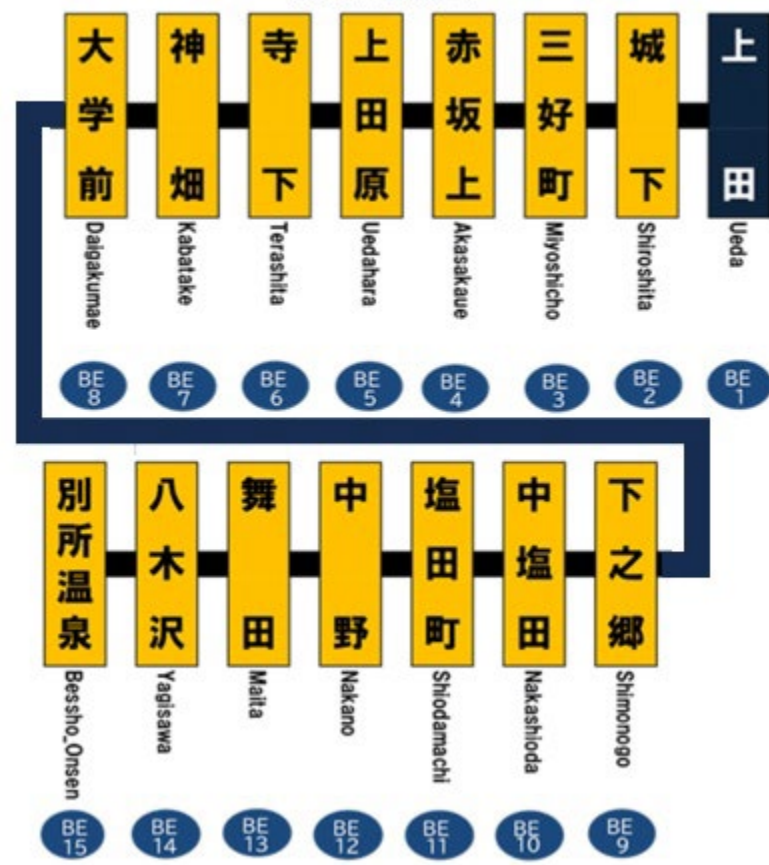 大学前
神畑
寺下
上田原
赤坂上
三好町
城下
上田
Daigakumae
Kabatake
Terashita
Uedahara
Akasakaue
Miyoshicho
Shiroshita
Ueda
BE 8
BE 7
BE 6
BE 5
BE 4
BE 3
BE 2
BE 1
別所温泉
八木沢
舞田
中野
塩田町
中塩田
下之郷
Bessho_Onsen
Yagisawa
Maita
Nakano
Shiodamachi
Nakashioda
Shimonogo
BE 15
BE 14
BE 13
BE 12
BE 11
BE 10
BE 9